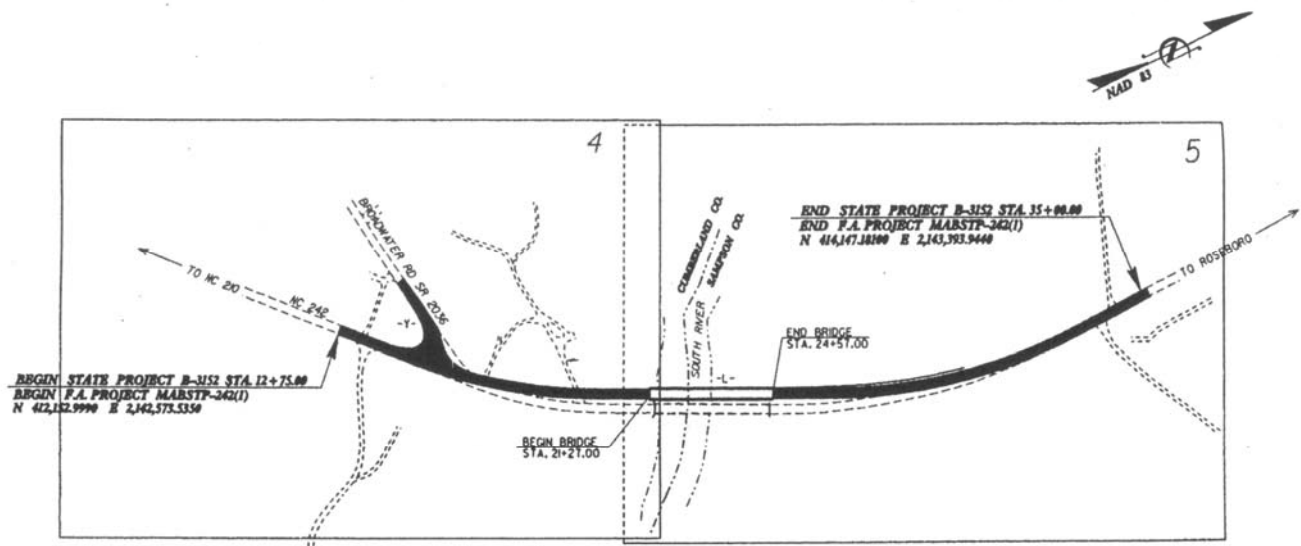 NAD 83
4
5
BROADWATER RD SR 2036
CUMBERLAND CO.
SAMPSON CO.
END STATE PROJECT B-3152 STA. 35+00.00
END F.A. PROJECT MABSTP-242(1)
N 414,147.18100 E 2,143,393.9440
TO NC 210
NC 242
TO ROSEBORO
-Y-
SOUTH RIVER
END BRIDGE
STA. 24+57.00
-L-
BEGIN STATE PROJECT B-3152 STA. 12+75.00
BEGIN F.A. PROJECT MABSTP-242(1)
N 412,152.9990 E 2,142,573.5350
BEGIN BRIDGE
STA. 21+27.00